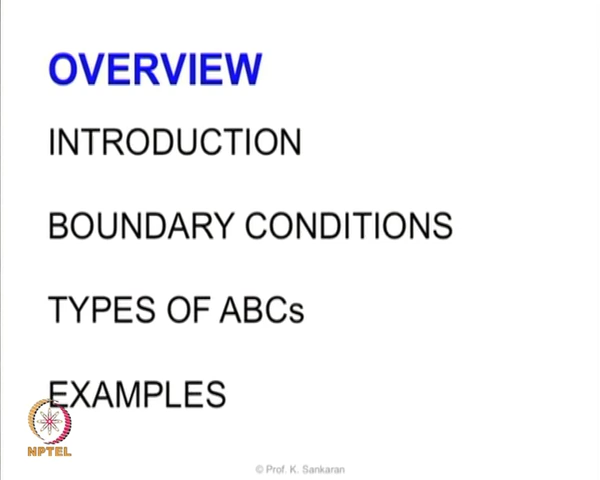 OVERVIEW
INTRODUCTION
BOUNDARY CONDITIONS
TYPES OF ABCs
EXAMPLES
NPTEL
© Prof. K. Sankaran